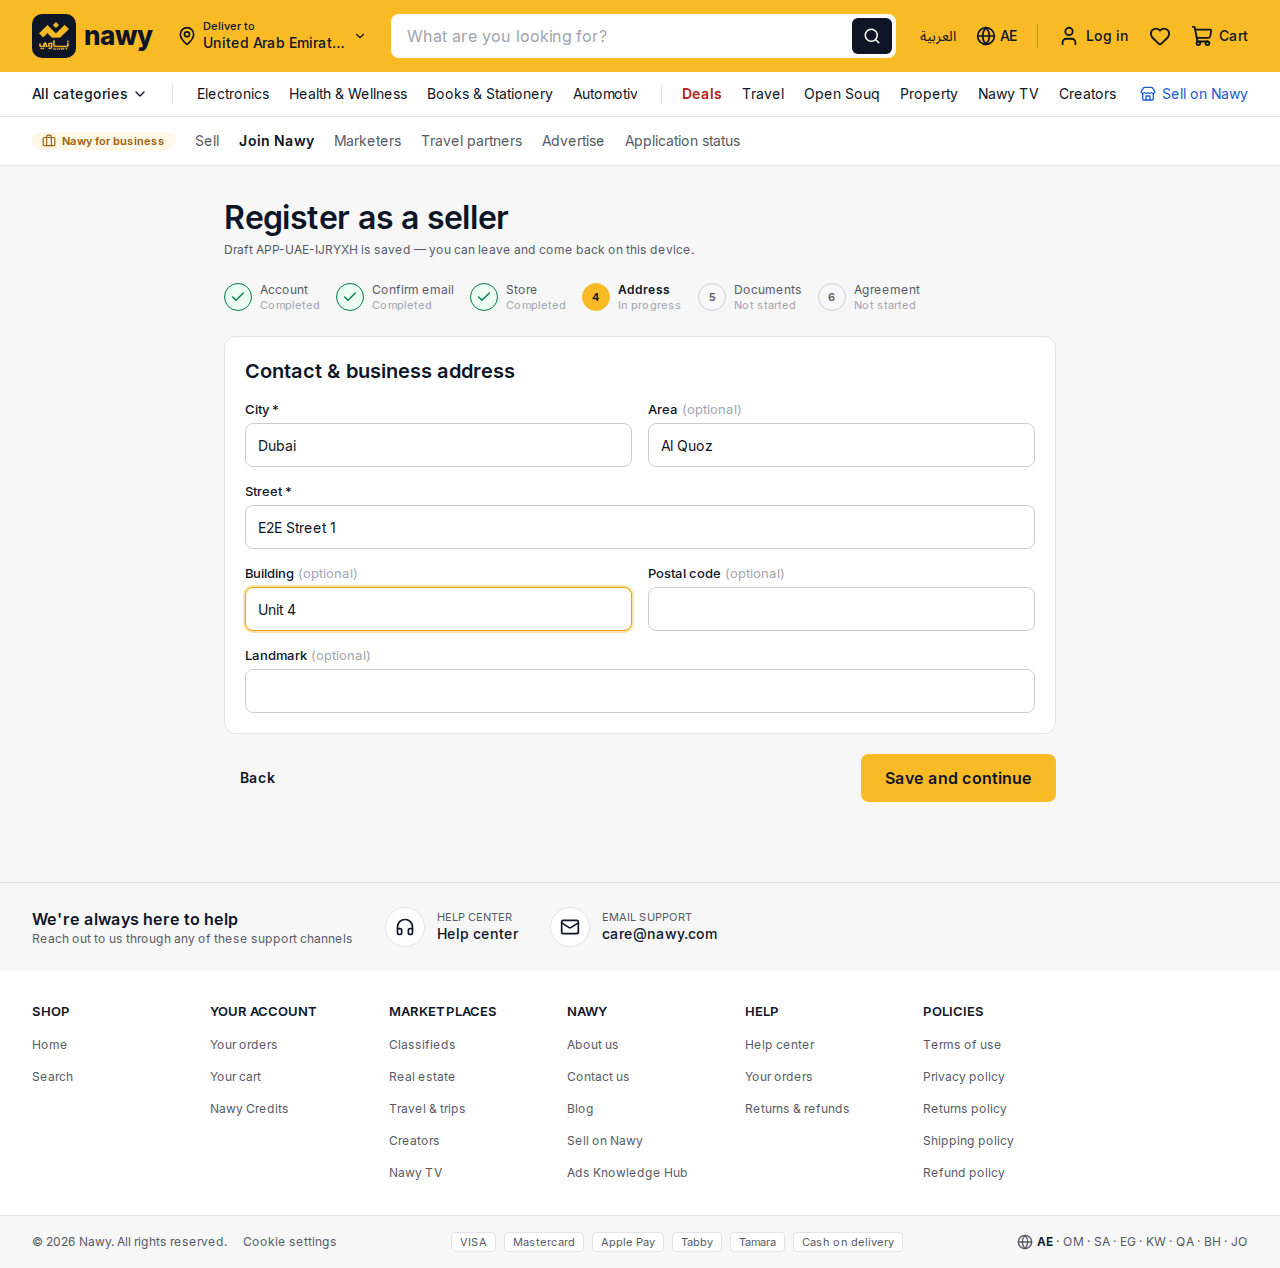 ناوي
NAWY
nawy
Deliver to
United Arab Emirat...
What are you looking for?
العربية
AE
Log in
Cart
All categories
Electronics
Health & Wellness
Books & Stationery
Automotiv
Deals
Travel
Open Souq
Property
Nawy TV
Creators
Sell on Nawy
Nawy for business
Sell
Join Nawy
Marketers
Travel partners
Advertise
Application status
Register as a seller
Draft APP-UAE-IJRYXH is saved — you can leave and come back on this device.
Account
Completed
Confirm email
Completed
Store
Completed
4
Address
In progress
5
Documents
Not started
6
Agreement
Not started
Contact & business address
City *
Area (optional)
Dubai
Al Quoz
Street *
E2E Street 1
Building (optional)
Postal code (optional)
Unit 4
Landmark (optional)
Back
Save and continue
We're always here to help
Reach out to us through any of these support channels
HELP CENTER
Help center
EMAIL SUPPORT
care@nawy.com
SHOP
Home
Search
YOUR ACCOUNT
Your orders
Your cart
Nawy Credits
MARKETPLACES
Classifieds
Real estate
Travel & trips
Creators
Nawy TV
NAWY
About us
Contact us
Blog
Sell on Nawy
Ads Knowledge Hub
HELP
Help center
Your orders
Returns & refunds
POLICIES
Terms of use
Privacy policy
Returns policy
Shipping policy
Refund policy
© 2026 Nawy. All rights reserved.
Cookie settings
VISA
Mastercard
Apple Pay
Tabby
Tamara
Cash on delivery
AE · OM · SA · EG · KW · QA · BH · JO